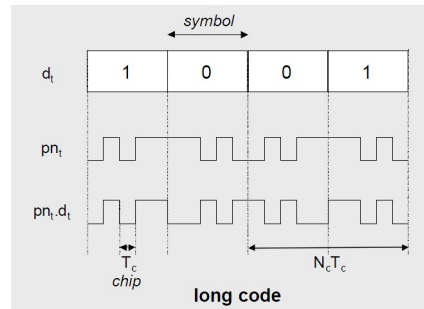 symbol
dt 1 0 0 1
pnt
pnt.dt
Tc NcTc
chip
long code